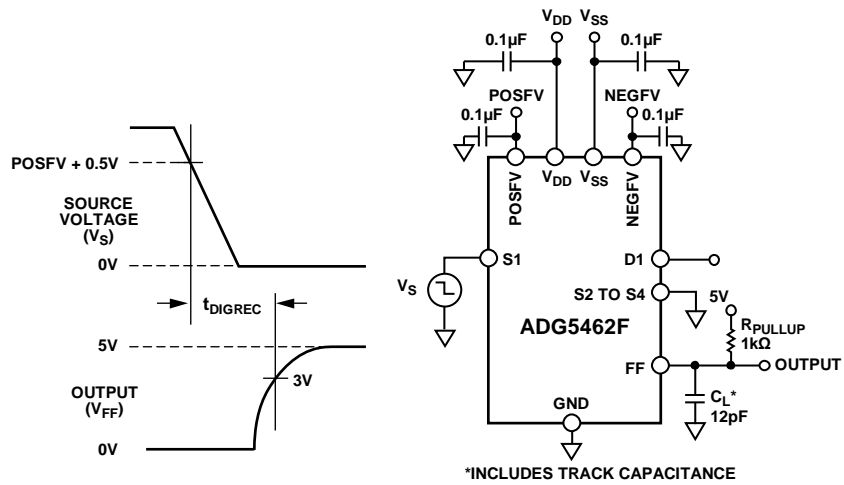 POSFV + 0.5V
SOURCE
VOLTAGE
(VS)
0V
tDIGREC
5V
OUTPUT
(VFF)
3V
0V
VDD
VSS
0.1µF
0.1µF
POSFV
NEGFV
0.1µF
0.1µF
POSFV
VDD
VSS
NEGFV
VS
S1
D1
S2 TO S4
ADG5462F
5V
RPULLUP
1kΩ
FF
OUTPUT
CL*
12pF
GND
*INCLUDES TRACK CAPACITANCE